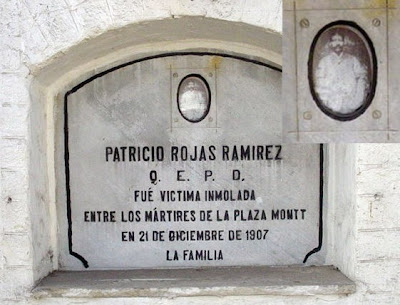 PATRICIO ROJAS RAMIREZ
Q. E. P. D.
FUÉ VICTIMA INMOLADA
ENTRE LOS MÁRTIRES DE LA PLAZA MONTT
EN 21 DE DICIEMBRE DE 1907
LA FAMILIA